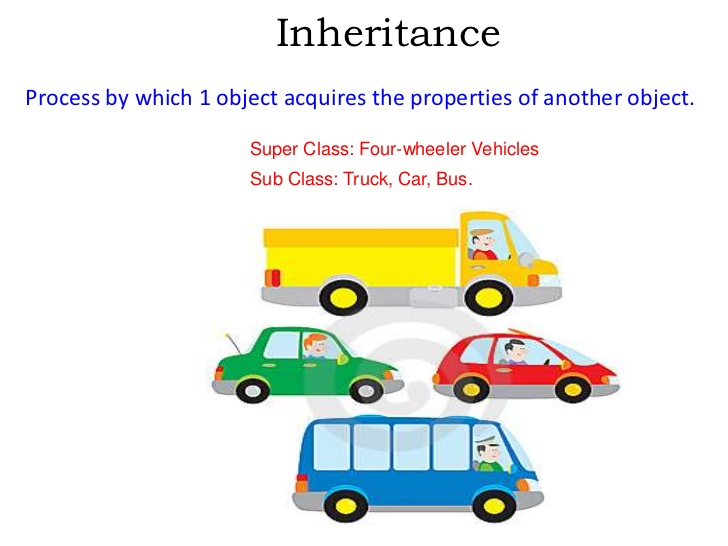 Inheritance
Process by which 1 object acquires the properties of another object.
Super Class: Four-wheeler Vehicles
Sub Class: Truck, Car, Bus.